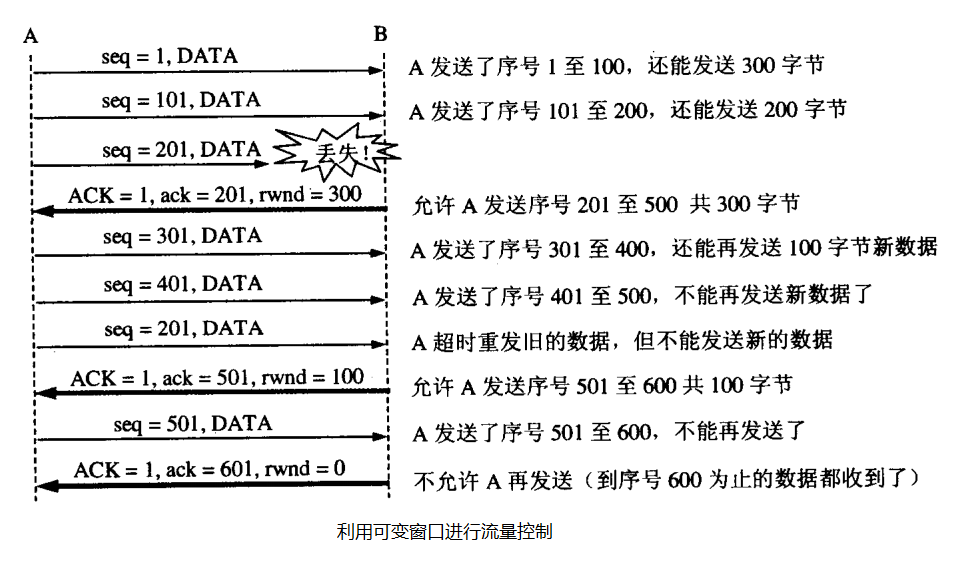 A B
seq = 1, DATA A 发送了序号 1 至 100，还能发送 300 字节
seq = 101, DATA A 发送了序号 101 至 200，还能发送 200 字节
seq = 201, DATA 丢失！
ACK = 1, ack = 201, rwnd = 300 允许 A 发送序号 201 至 500 共 300 字节
seq = 301, DATA A 发送了序号 301 至 400，还能再发送 100 字节新数据
seq = 401, DATA A 发送了序号 401 至 500，不能再发送新数据了
seq = 201, DATA A 超时重发旧的数据，但不能发送新的数据
ACK = 1, ack = 501, rwnd = 100 允许 A 发送序号 501 至 600 共 100 字节
seq = 501, DATA A 发送了序号 501 至 600，不能再发送了
ACK = 1, ack = 601, rwnd = 0 不允许 A 再发送（到序号 600 为止的数据都收到了）
利用可变窗口进行流量控制